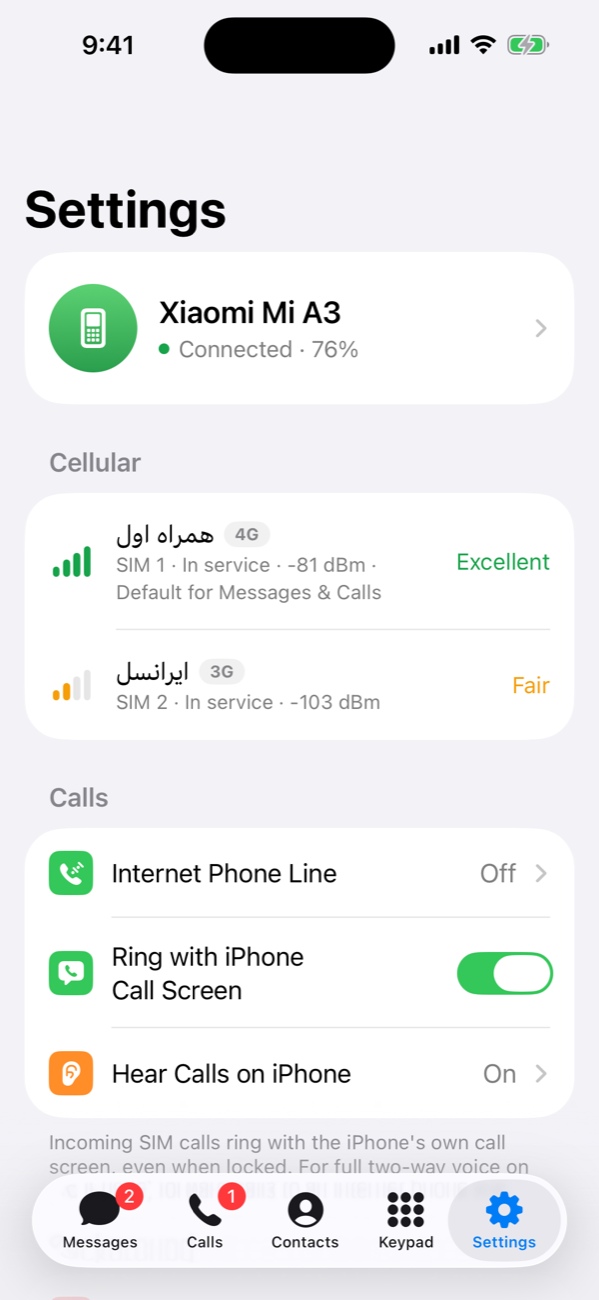 9:41
Settings
Xiaomi Mi A3
Connected · 76%
Cellular
همراه اول 4G
SIM 1 · In service · -81 dBm ·
Default for Messages & Calls
Excellent
ایرانسل 3G
SIM 2 · In service · -103 dBm
Fair
Calls
Internet Phone Line Off
Ring with iPhone
Call Screen
Hear Calls on iPhone On
Incoming SIM calls ring with the iPhone's own call
screen, even when locked. For full two-way voice on
2 1
Messages Calls Contacts Keypad Settings